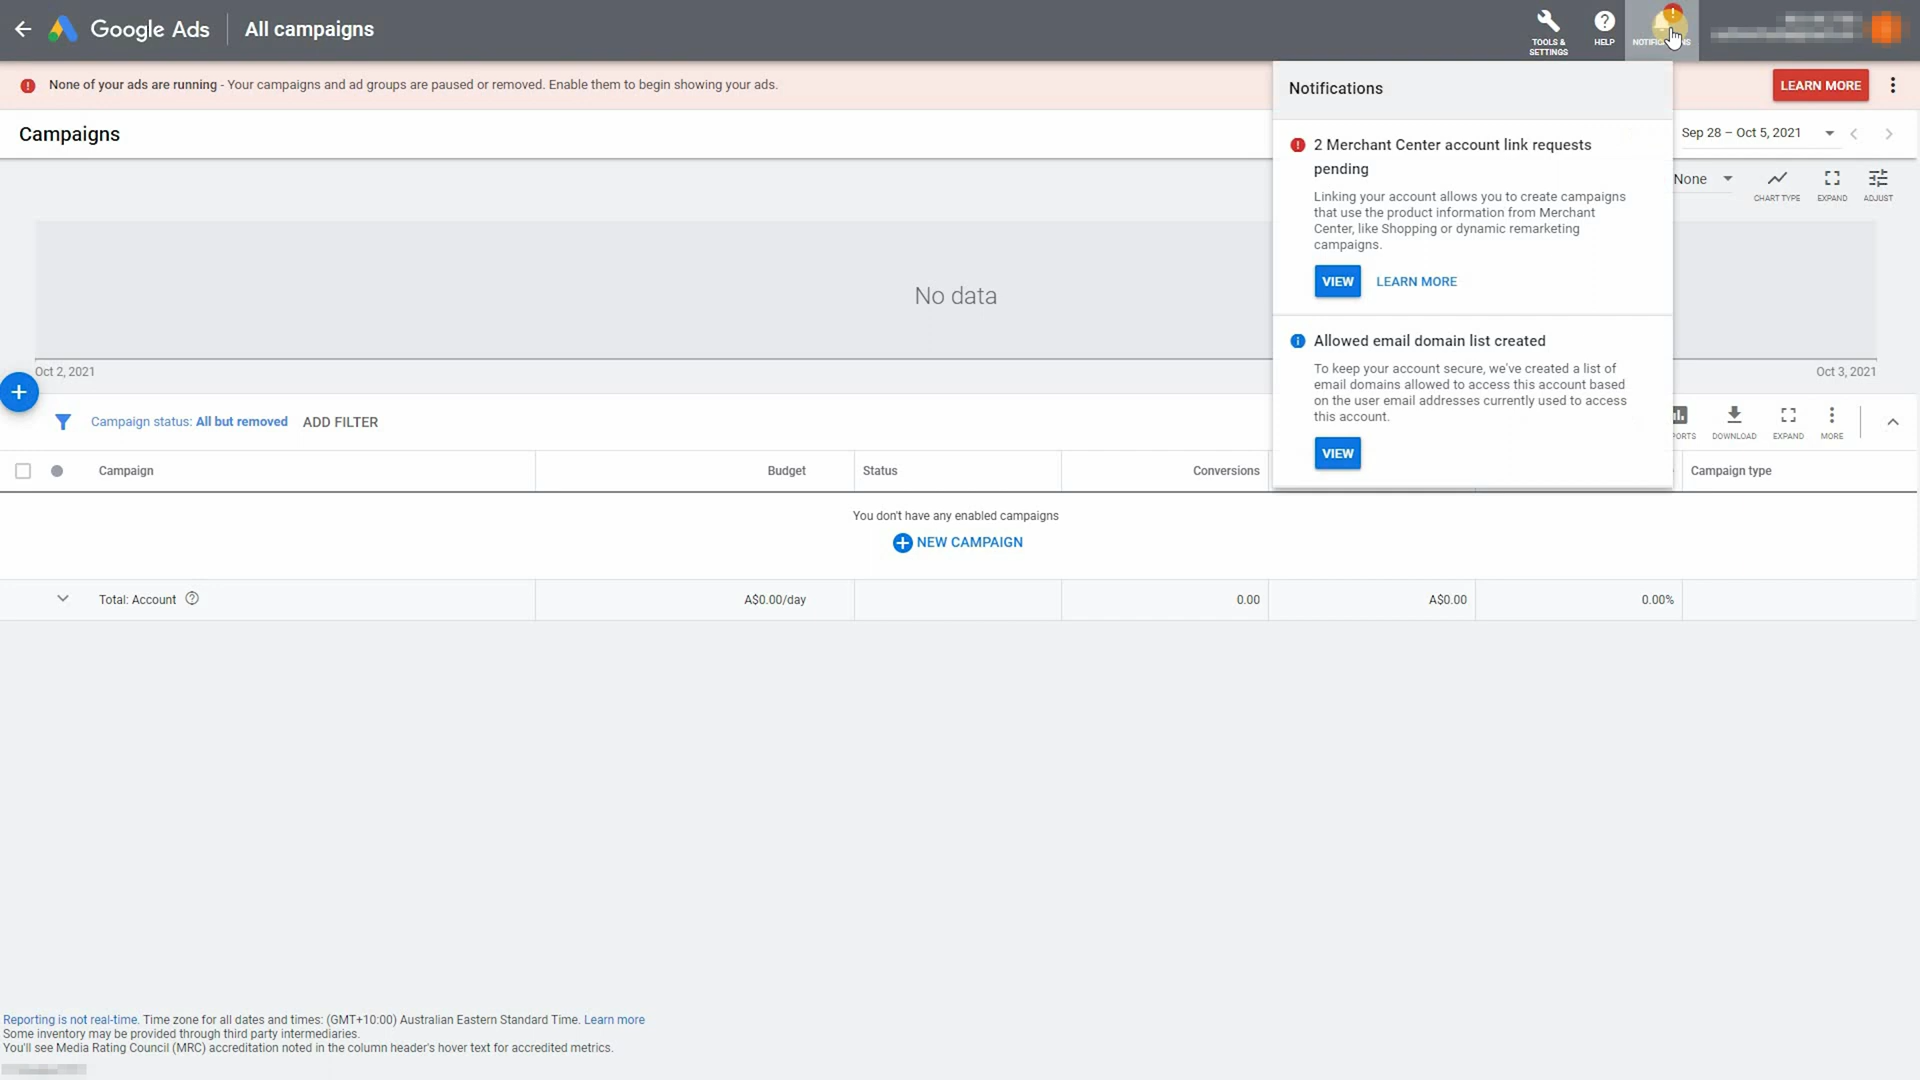 Google Ads
All campaigns
TOOLS &
SETTINGS
HELP
None of your ads are running - Your campaigns and ad groups are paused or removed. Enable them to begin showing your ads.
LEARN MORE
Notifications
2 Merchant Center account link requests
pending
Linking your account allows you to create campaigns
that use the product information from Merchant
Center, like Shopping or dynamic remarketing
campaigns.
VIEW
LEARN MORE
Allowed email domain list created
To keep your account secure, we've created a list of
email domains allowed to access this account based
on the user email addresses currently used to access
this account.
VIEW
Campaigns
Sep 28 – Oct 5, 2021
None
CHART TYPE
EXPAND
ADJUST
No data
Oct 2, 2021
Oct 3, 2021
Campaign status: All but removed
ADD FILTER
DOWNLOAD
EXPAND
MORE
Campaign
Budget
Status
Conversions
Campaign type
You don't have any enabled campaigns
NEW CAMPAIGN
Total: Account
A$0.00/day
0.00
A$0.00
0.00%
Reporting is not real-time. Time zone for all dates and times: (GMT+10:00) Australian Eastern Standard Time. Learn more
Some inventory may be provided through third party intermediaries.
You'll see Media Rating Council (MRC) accreditation noted in the column header's hover text for accredited metrics.